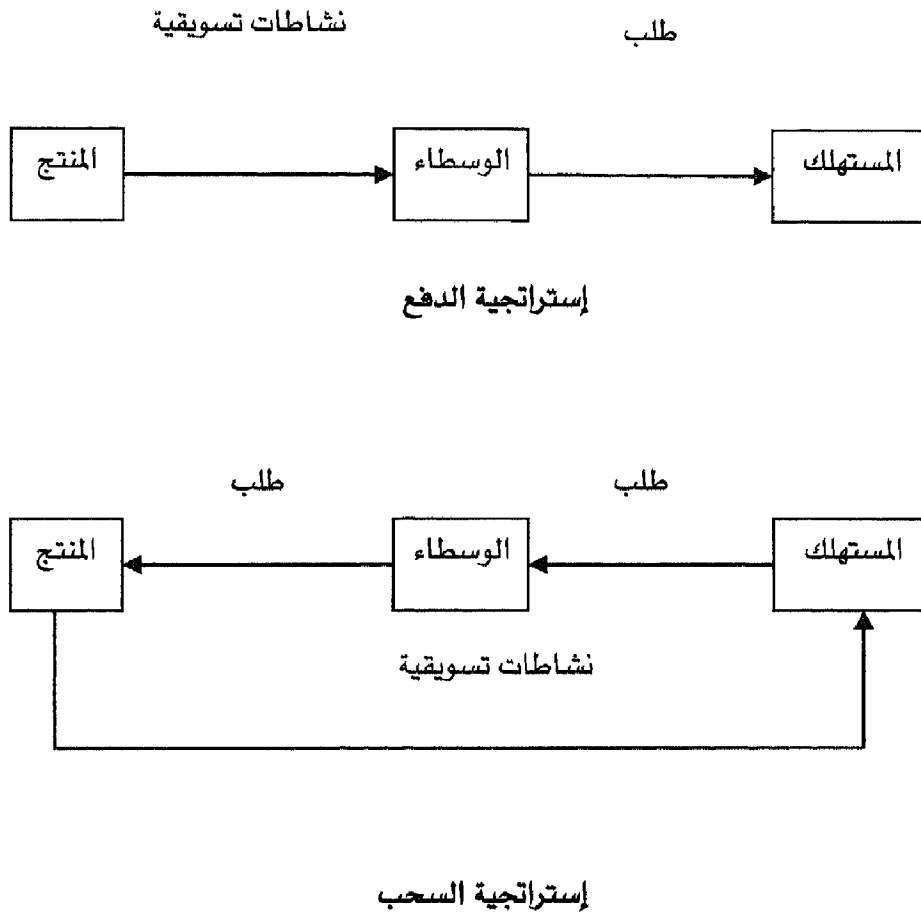 طلب
نشاطات تسويقية
المستهلك
الوسطاء
المنتج
إستراتجية الدفع
طلب
طلب
المستهلك
الوسطاء
المنتج
نشاطات تسويقية
إستراتجية السحب